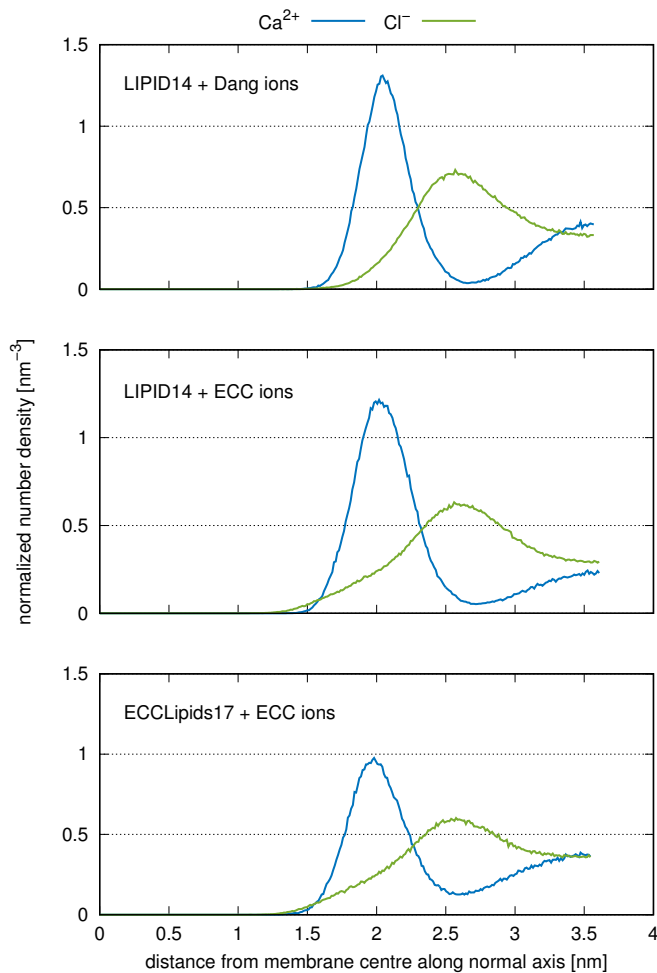 Ca²⁺ Cl⁻
1.5
LIPID14 + Dang ions
1
0.5
0
1.5
LIPID14 + ECC ions
1
0.5
0
normalized number density [nm⁻³]
1.5
ECCLipids17 + ECC ions
1
0.5
0
0 0.5 1 1.5 2 2.5 3 3.5 4
distance from membrane centre along normal axis [nm]